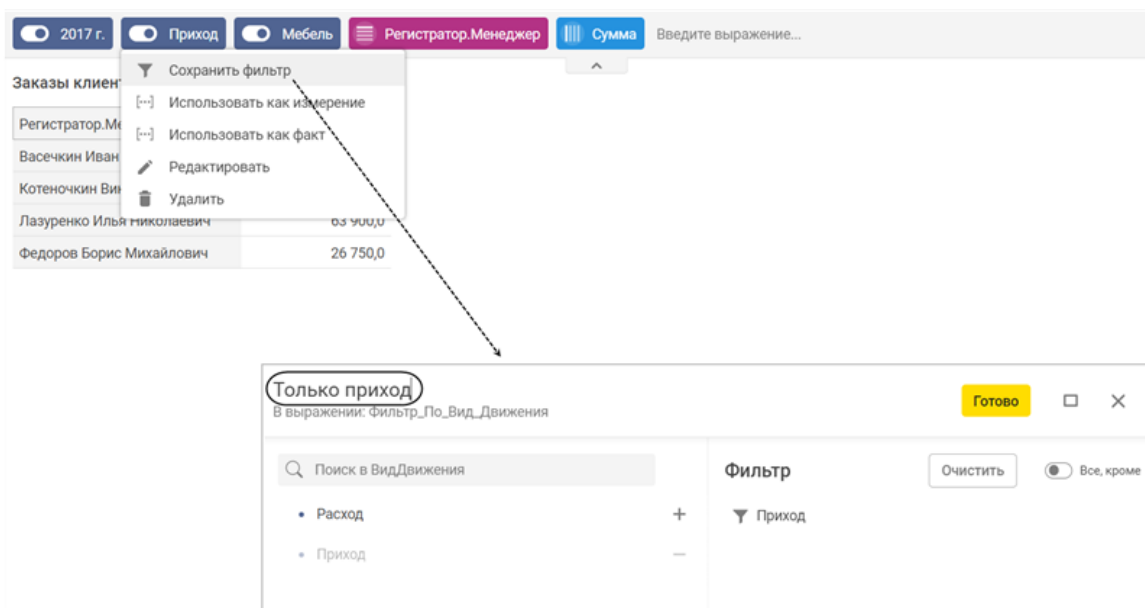 2017 г. Приход Мебель Регистратор.Менеджер Сумма Введите выражение...
Сохранить фильтр
Заказы клиен
Использовать как измерение
Регистратор.Ме
Использовать как факт
Васечкин Иван
Редактировать
Котеночкин Вик
Удалить
Лазуренко Илья Николаевич 63 900,0
Федоров Борис Михайлович 26 750,0
Только приход
В выражении: Фильтр_По_Вид_Движения
Готово
Поиск в ВидДвижения
Фильтр Очистить Все, кроме
Расход
Приход
Приход